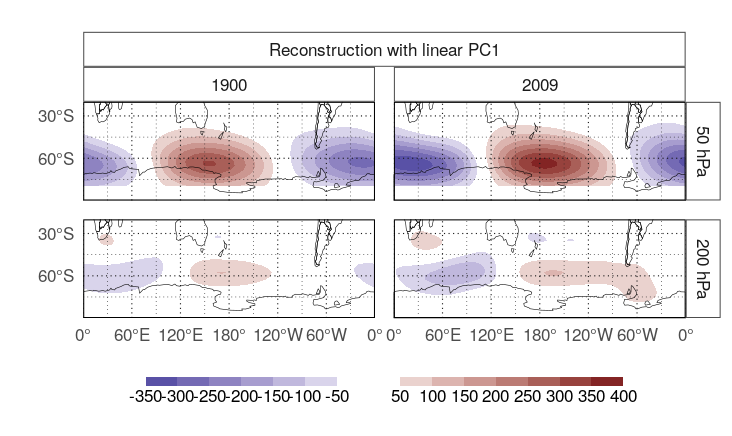 Reconstruction with linear PC1
1900 2009
30°S
60°S
50 hPa
30°S
60°S
200 hPa
0° 60°E 120°E 180° 120°W 60°W 0° 0° 60°E 120°E 180° 120°W 60°W 0°
-350 -300 -250 -200 -150 -100 -50 50 100 150 200 250 300 350 400